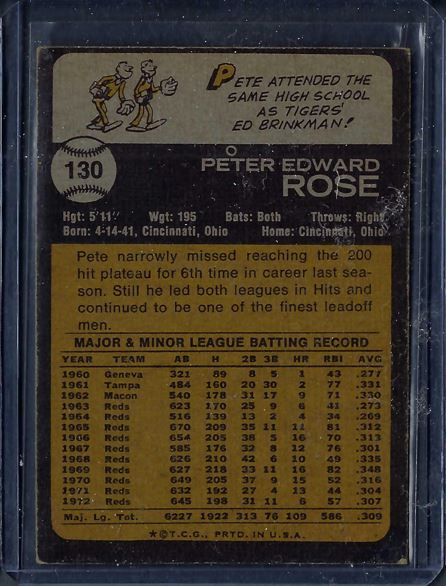 PETE ATTENDED THE
SAME HIGH SCHOOL
AS TIGERS'
ED BRINKMAN!
130
PETER EDWARD
ROSE
Hgt: 5'11" Wgt: 195 Bats: Both Throws: Right
Born: 4-14-41, Cincinnati, Ohio Home: Cincinnati, Ohio
Pete narrowly missed reaching the 200
hit plateau for 6th time in career last sea-
son. Still he led both leagues in Hits and
continued to be one of the finest leadoff
men.
MAJOR & MINOR LEAGUE BATTING RECORD
YEAR TEAM AB H 2B 3B HR RBI AVG
1960 Geneva 321 89 8 5 1 43 .277
1961 Tampa 484 160 20 30 2 77 .331
1962 Macon 540 178 31 17 9 71 .330
1963 Reds 623 170 25 9 6 41 .273
1964 Reds 516 139 13 2 4 34 .269
1965 Reds 670 209 35 11 11 81 .312
1966 Reds 654 205 38 5 16 70 .313
1967 Reds 585 176 32 8 12 76 .301
1968 Reds 626 210 42 6 10 49 .335
1969 Reds 627 218 33 11 16 82 .348
1970 Reds 649 205 37 9 15 52 .316
1971 Reds 632 192 27 4 13 44 .304
1972 Reds 645 198 31 11 6 57 .307
Maj. Lg. Tot. 6227 1922 313 76 109 586 .309
*©T.C.G., PRTD. IN U.S.A.